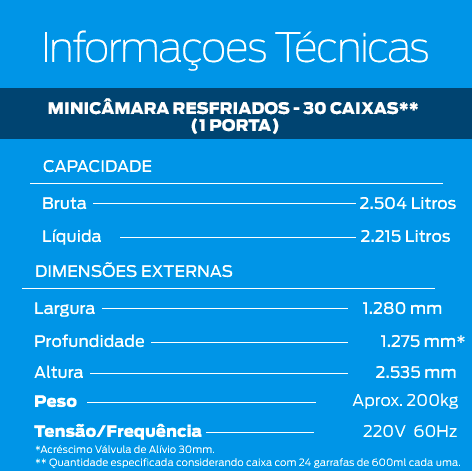 Informaçoes Técnicas
MINICÂMARA RESFRIADOS - 30 CAIXAS**
(1 PORTA)
CAPACIDADE
Bruta 2.504 Litros
Líquida 2.215 Litros
DIMENSÕES EXTERNAS
Largura 1.280 mm
Profundidade 1.275 mm*
Altura 2.535 mm
Peso Aprox. 200kg
Tensão/Frequência 220V 60Hz
*Acréscimo Válvula de Alívio 30mm.
** Quantidade especificada considerando caixa com 24 garrafas de 600ml cada uma.